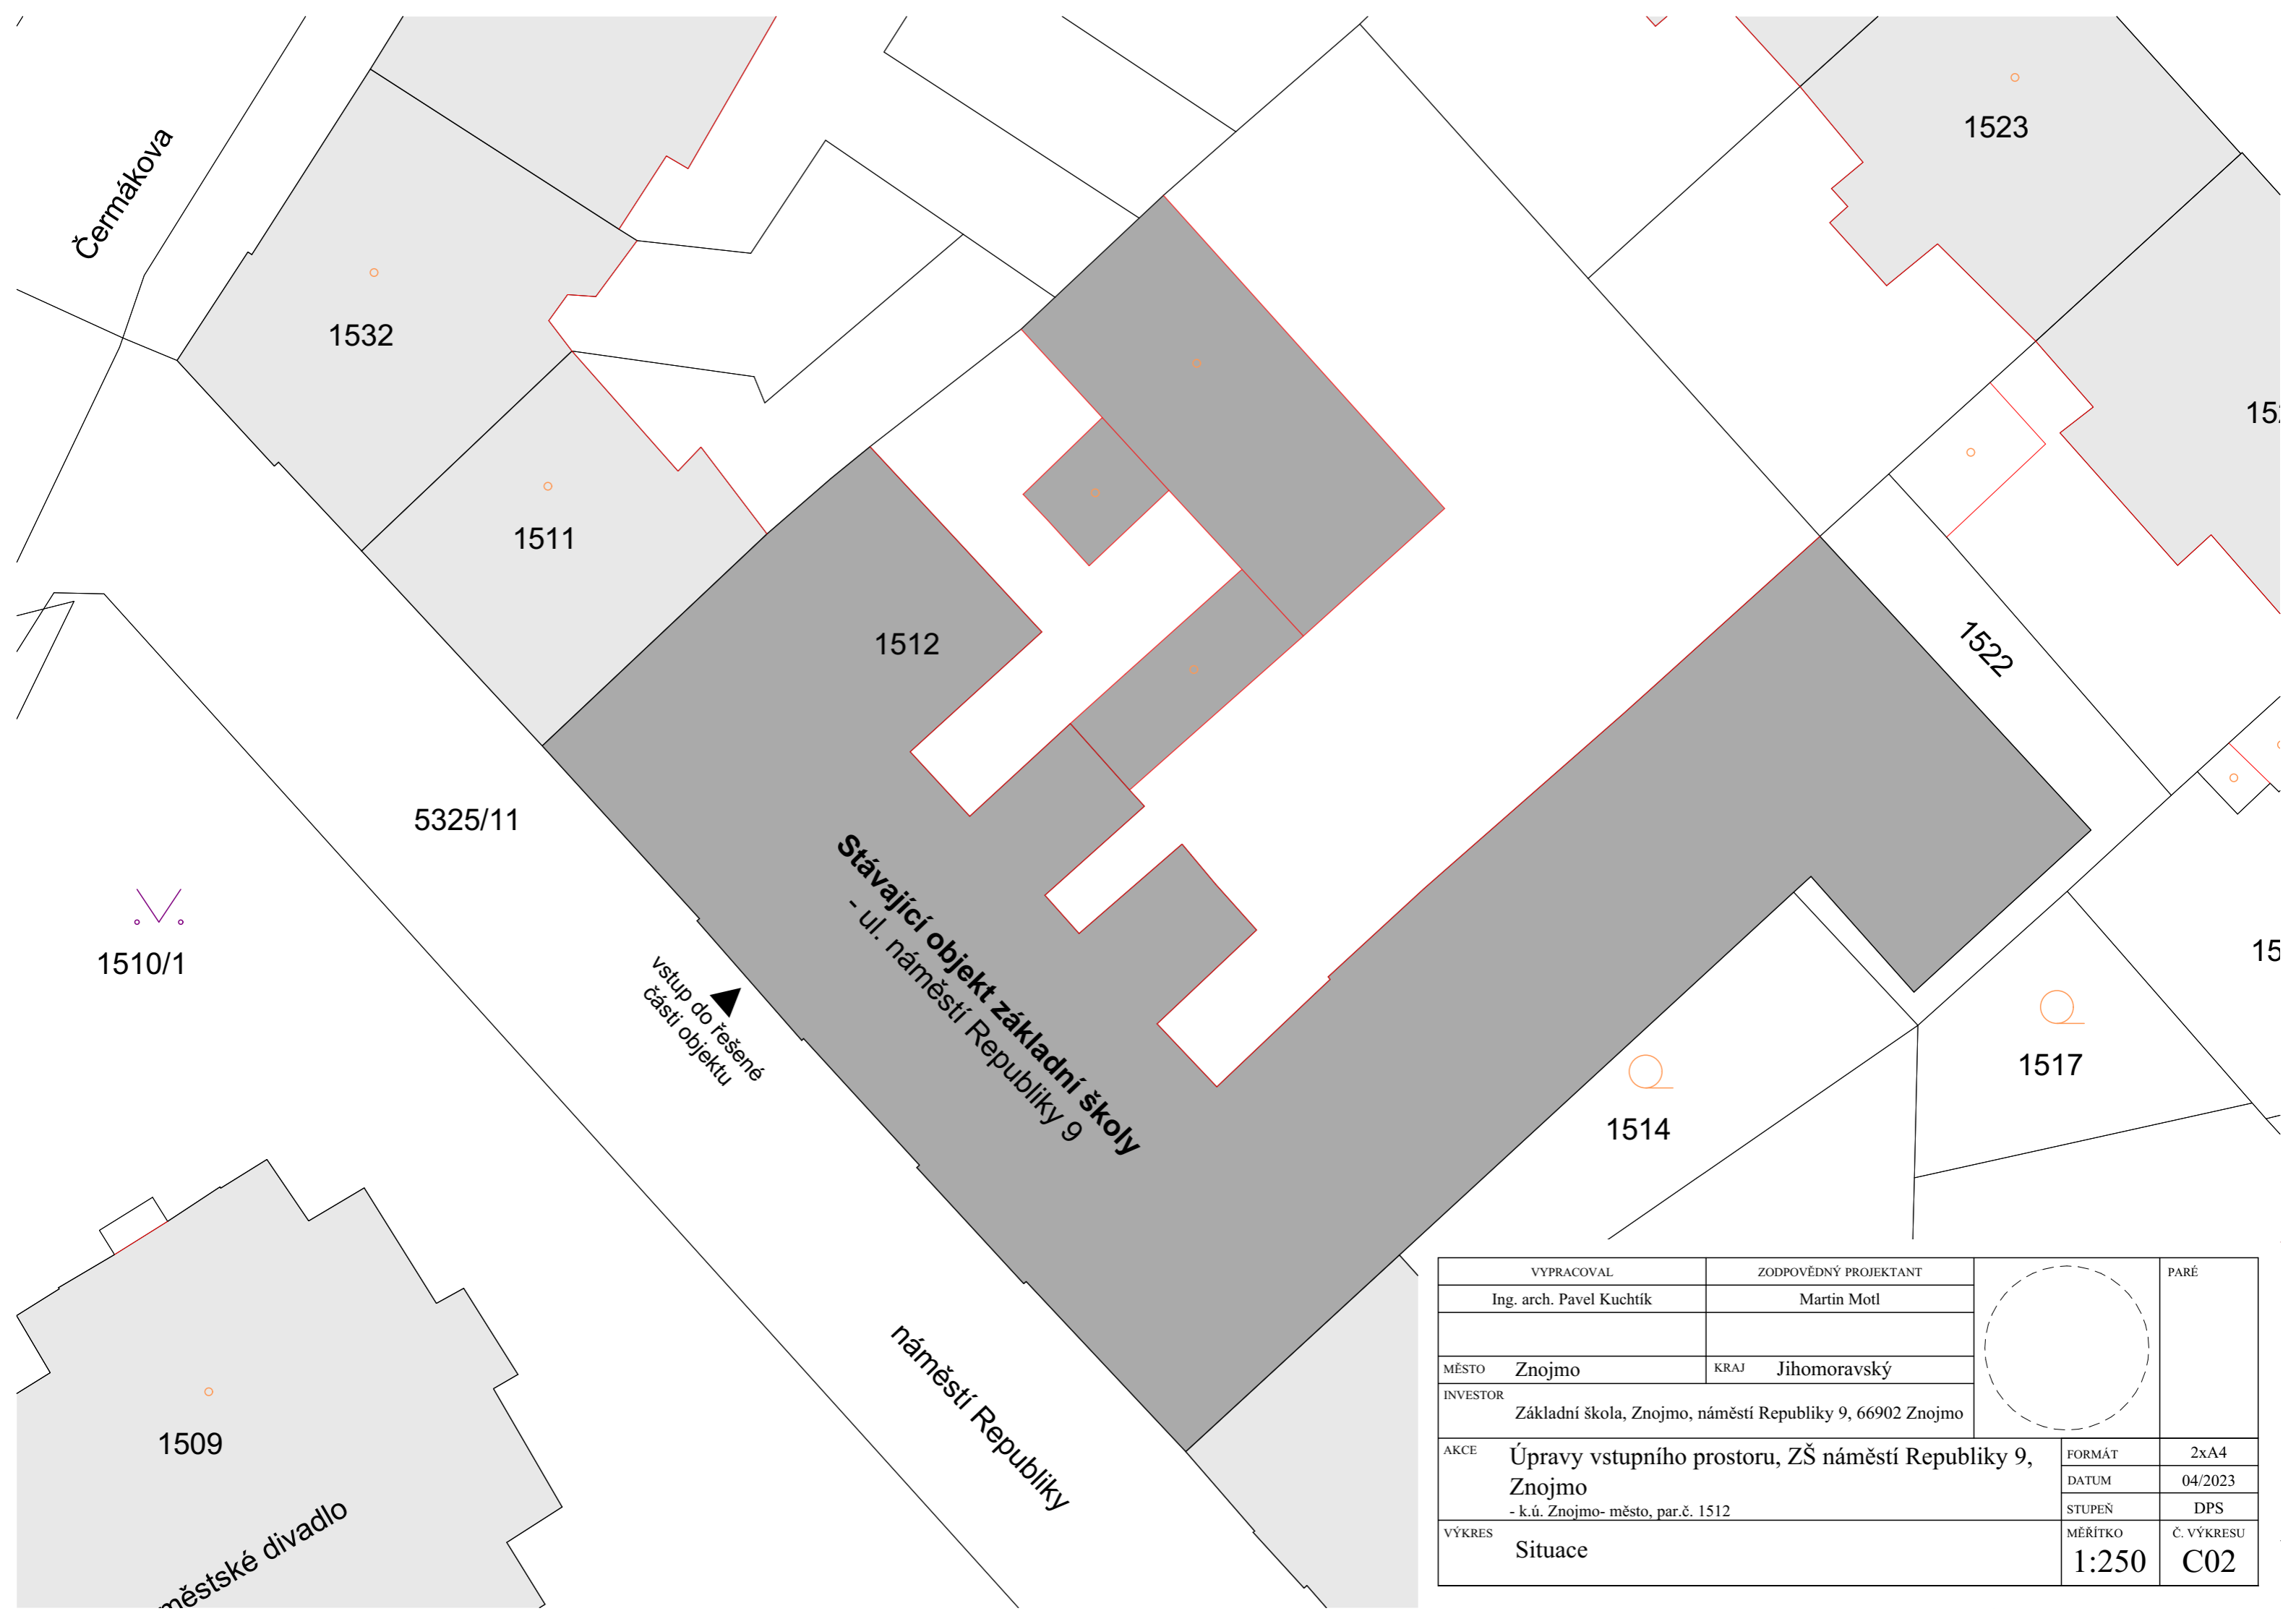 Čermákova
1523
1532
152
1511
1512
1522
5325/11
Stávající objekt základní školy
- ul. náměstí Republiky 9
1510/1
vstup do řešené
části objektu
15
1517
1514
1509
městské divadlo
náměstí Republiky
VYPRACOVAL
ZODPOVĚDNÝ PROJEKTANT
PARÉ
Ing. arch. Pavel Kuchtík
Martin Motl
MĚSTO Znojmo
KRAJ Jihomoravský
INVESTOR
Základní škola, Znojmo, náměstí Republiky 9, 66902 Znojmo
AKCE Úpravy vstupního prostoru, ZŠ náměstí Republiky 9,
Znojmo
- k.ú. Znojmo- město, par.č. 1512
FORMÁT 2xA4
DATUM 04/2023
STUPEŇ DPS
VÝKRES Situace
MĚŘÍTKO
1:250
Č. VÝKRESU
C02